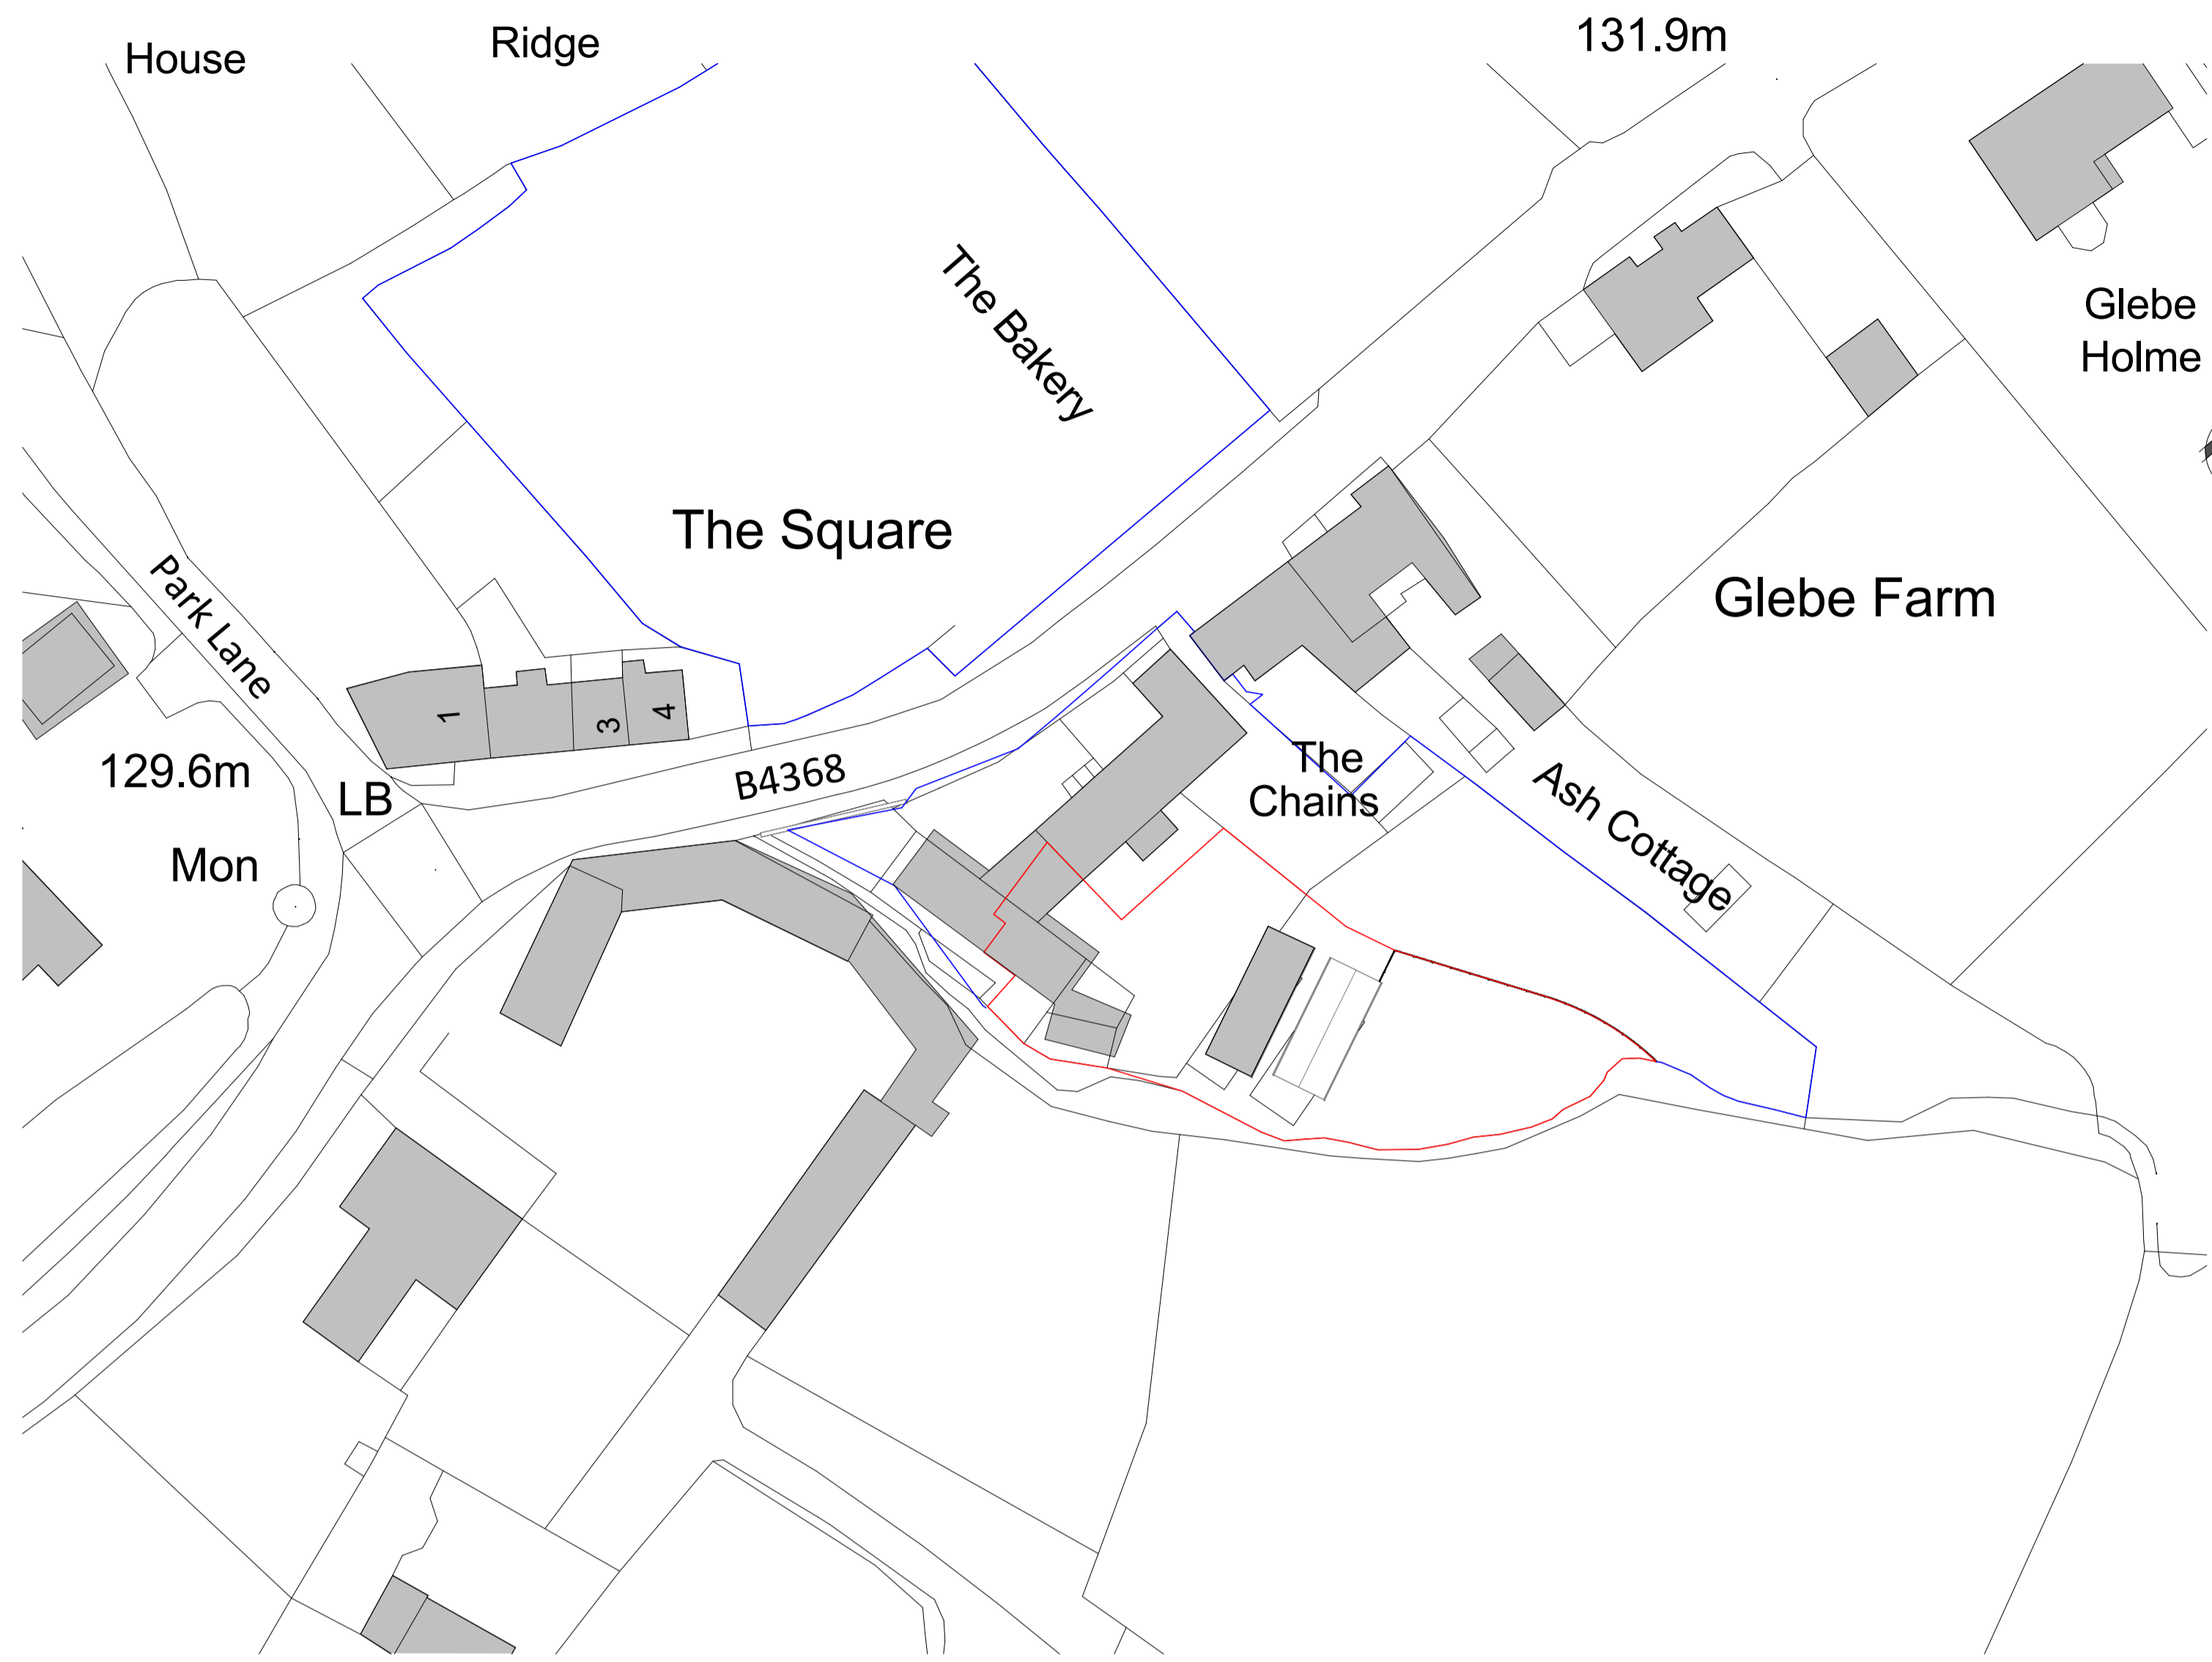 House
Ridge
131.9m
The Bakery
Glebe
Holme
The Square
Park Lane
Glebe Farm
1
3
4
129.6m
LB
B4368
The
Chains
Ash Cottage
Mon